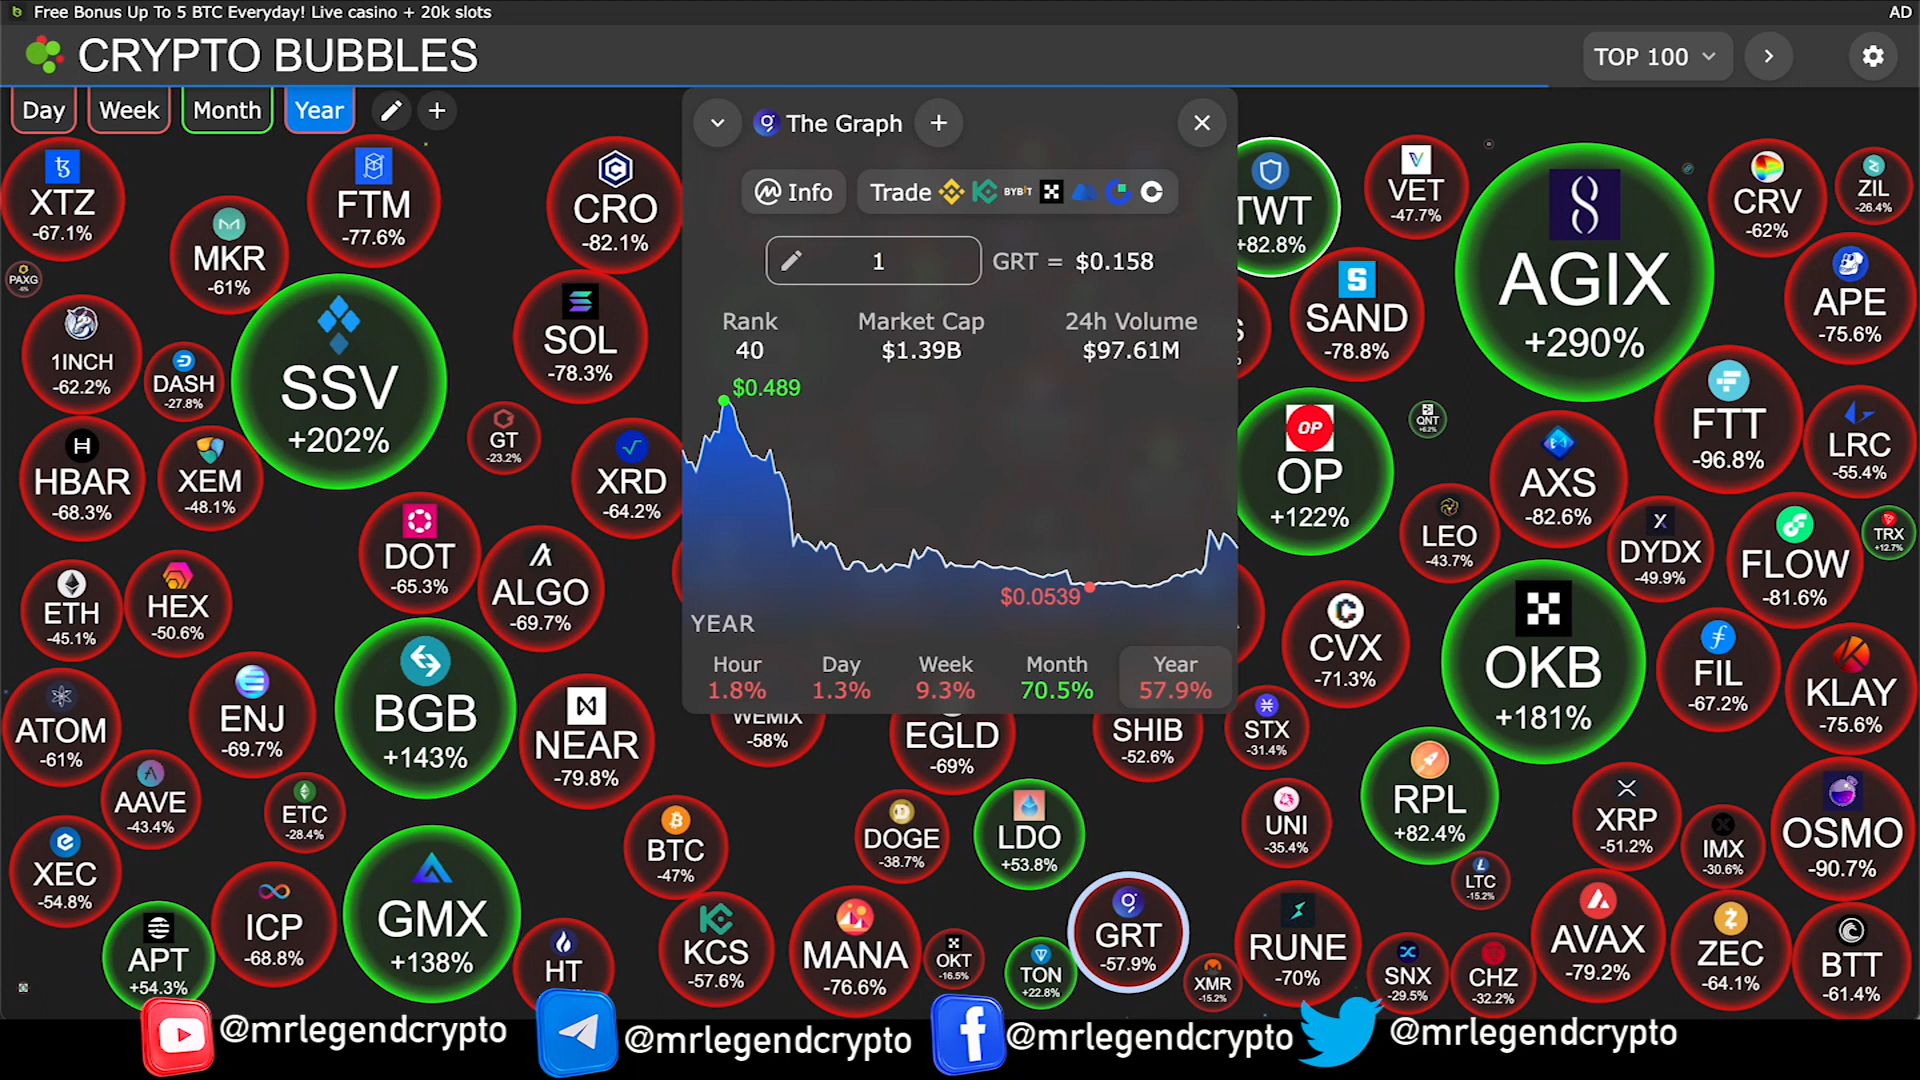 Free Bonus Up To 5 BTC Everyday! Live casino + 20k slots
AD
CRYPTO BUBBLES
TOP 100
Day
Week
Month
Year
The Graph
Info
Trade
BYBIT
1
GRT = $0.158
Rank
40
Market Cap
$1.39B
24h Volume
$97.61M
$0.489
$0.0539
YEAR
Hour
1.8%
Day
1.3%
Week
9.3%
Month
70.5%
Year
57.9%
XTZ
-67.1%
MKR
-61%
FTM
-77.6%
CRO
-82.1%
TWT
+82.8%
VET
-47.7%
AGIX
+290%
CRV
-62%
ZIL
-26.4%
PAXG
1INCH
-62.2%
DASH
-27.8%
SSV
+202%
SOL
-78.3%
SAND
-78.8%
APE
-75.6%
HBAR
-68.3%
XEM
-48.1%
GT
-23.2%
XRD
-64.2%
OP
OP
+122%
QNT
AXS
-82.6%
FTT
-96.8%
LRC
-55.4%
DOT
-65.3%
ALGO
-69.7%
LEO
-43.7%
DYDX
-49.9%
FLOW
-81.6%
TRX
+12.7%
ETH
-45.1%
HEX
-50.6%
CVX
-71.3%
OKB
+181%
FIL
-67.2%
KLAY
-75.6%
ATOM
-61%
ENJ
-69.7%
BGB
+143%
NEAR
-79.8%
WEMIX
-58%
EGLD
-69%
SHIB
-52.6%
STX
-31.4%
AAVE
-43.4%
ETC
-28.4%
BTC
-47%
DOGE
-38.7%
LDO
+53.8%
UNI
-35.4%
RPL
+82.4%
XRP
-51.2%
IMX
-30.6%
OSMO
-90.7%
XEC
-54.8%
APT
+54.3%
ICP
-68.8%
GMX
+138%
HT
KCS
-57.6%
MANA
-76.6%
OKT
-16.5%
TON
+22.8%
GRT
-57.9%
XMR
-15.2%
RUNE
-70%
LTC
-15.2%
SNX
-29.5%
CHZ
-32.2%
AVAX
-79.2%
ZEC
-64.1%
BTT
-61.4%
@mrlegendcrypto
@mrlegendcrypto
@mrlegendcrypto
@mrlegendcrypto